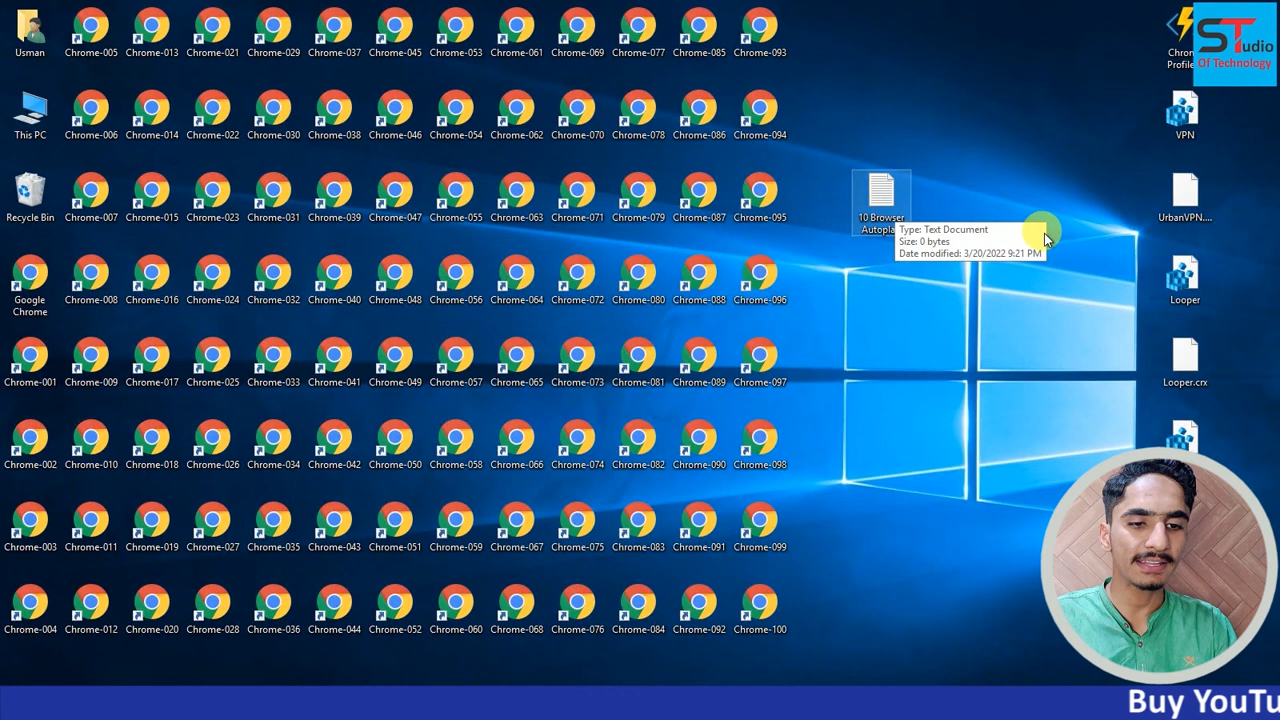 Usman
Chrome-005
Chrome-013
Chrome-021
Chrome-029
Chrome-037
Chrome-045
Chrome-053
Chrome-061
Chrome-069
Chrome-077
Chrome-085
Chrome-093
Chrom
Profile
STudio
Of Technology
This PC
Chrome-006
Chrome-014
Chrome-022
Chrome-030
Chrome-038
Chrome-046
Chrome-054
Chrome-062
Chrome-070
Chrome-078
Chrome-086
Chrome-094
VPN
Recycle Bin
Chrome-007
Chrome-015
Chrome-023
Chrome-031
Chrome-039
Chrome-047
Chrome-055
Chrome-063
Chrome-071
Chrome-079
Chrome-087
Chrome-095
10 Browser
Autopla
Type: Text Document
Size: 0 bytes
Date modified: 3/20/2022 9:21 PM
UrbanVPN....
Google
Chrome
Chrome-008
Chrome-016
Chrome-024
Chrome-032
Chrome-040
Chrome-048
Chrome-056
Chrome-064
Chrome-072
Chrome-080
Chrome-088
Chrome-096
Looper
Chrome-001
Chrome-009
Chrome-017
Chrome-025
Chrome-033
Chrome-041
Chrome-049
Chrome-057
Chrome-065
Chrome-073
Chrome-081
Chrome-089
Chrome-097
Looper.crx
Chrome-002
Chrome-010
Chrome-018
Chrome-026
Chrome-034
Chrome-042
Chrome-050
Chrome-058
Chrome-066
Chrome-074
Chrome-082
Chrome-090
Chrome-098
Chrome-003
Chrome-011
Chrome-019
Chrome-027
Chrome-035
Chrome-043
Chrome-051
Chrome-059
Chrome-067
Chrome-075
Chrome-083
Chrome-091
Chrome-099
Chrome-004
Chrome-012
Chrome-020
Chrome-028
Chrome-036
Chrome-044
Chrome-052
Chrome-060
Chrome-068
Chrome-076
Chrome-084
Chrome-092
Chrome-100
Buy YouTu